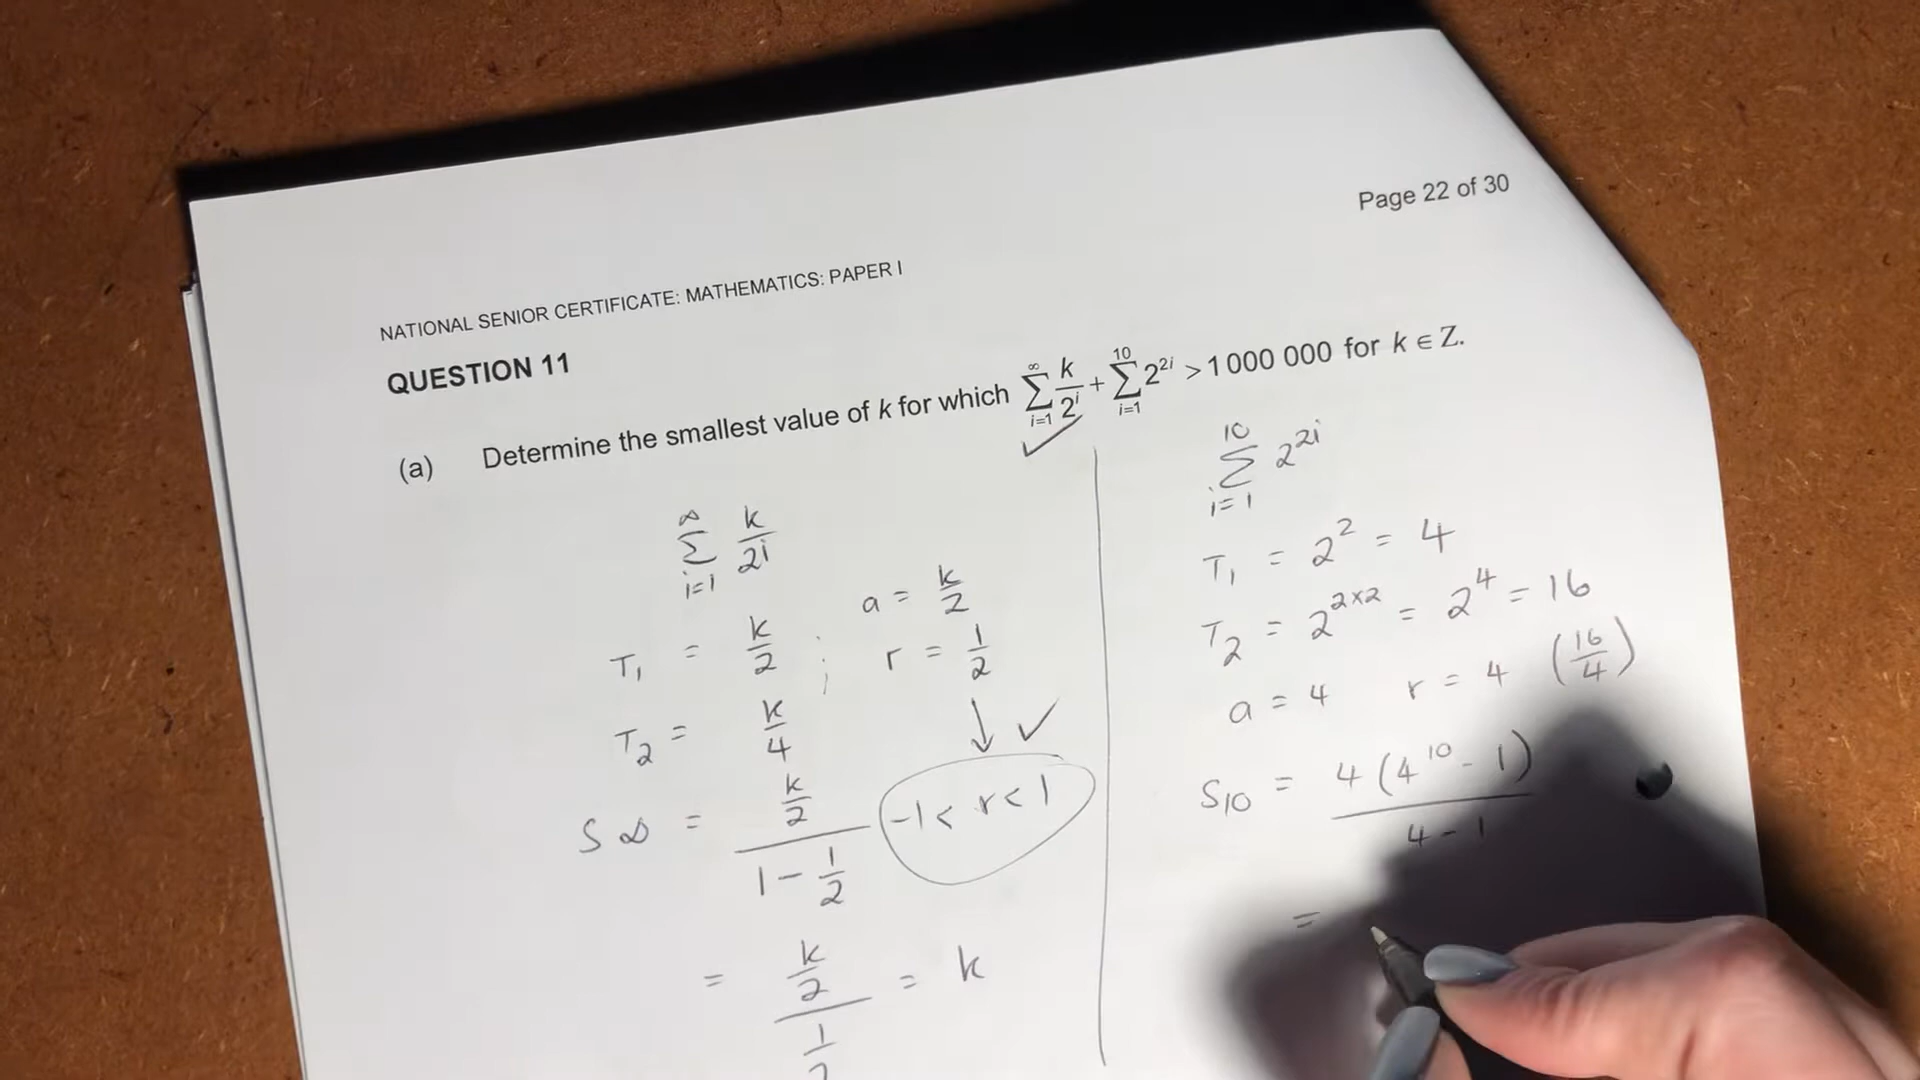 Page 22 of 30
NATIONAL SENIOR CERTIFICATE: MATHEMATICS: PAPER I
QUESTION 11
(a) Determine the smallest value of k for which ∞ ∑ i=1 k/2^i + 10 ∑ i=1 2^2i > 1 000 000 for k ∈ Z.
∞ ∑ i=1 k/2i
T₁ = k/2 ; a = k/2
r = 1/2
T₂ = k/4
↓ ✓
S∞ = (k/2)/(1 - 1/2)
-1 < r < 1
= (k/2)/(1/2) = k
10 ∑ i=1 2^2i
T₁ = 2² = 4
T₂ = 2^2×2 = 2⁴ = 16
a = 4 r = 4 (16/4)
S₁₀ = 4(4¹⁰ - 1)/(4 - 1)
=